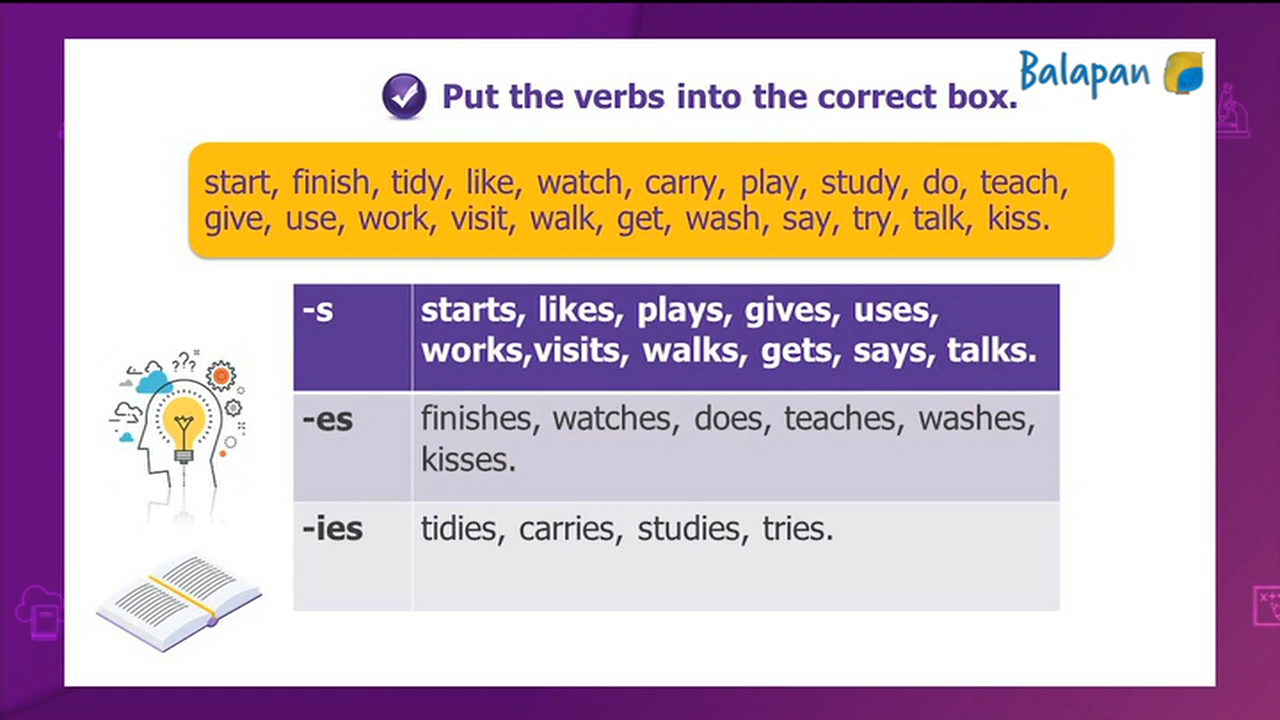 Balapan
Put the verbs into the correct box.
start, finish, tidy, like, watch, carry, play, study, do, teach,
give, use, work, visit, walk, get, wash, say, try, talk, kiss.
-s
starts, likes, plays, gives, uses,
works,visits, walks, gets, says, talks.
-es
finishes, watches, does, teaches, washes,
kisses.
-ies
tidies, carries, studies, tries.
???